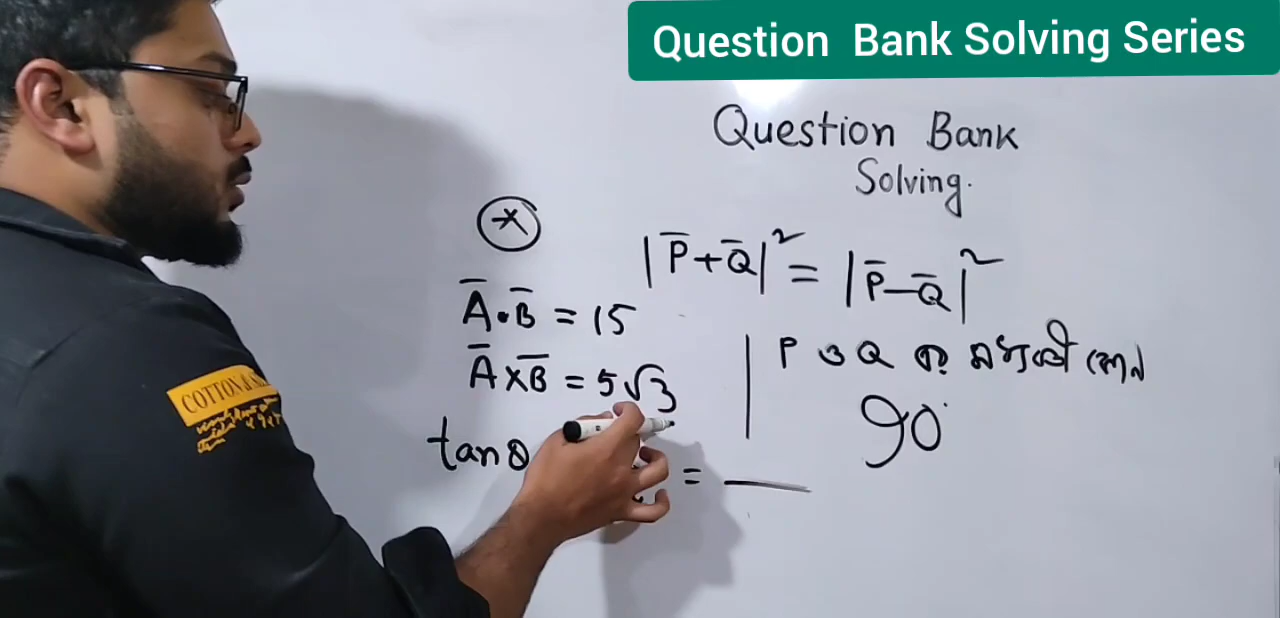 Question Bank Solving Series
Question Bank
Solving.
|P̅+Q̅|² = |P̅–Q̅|²
A̅·B̅ = 15
A̅×B̅ = 5√3
P ও Q এর মধ্যবর্তী কোন
90°
tanθ
= —
COTTON